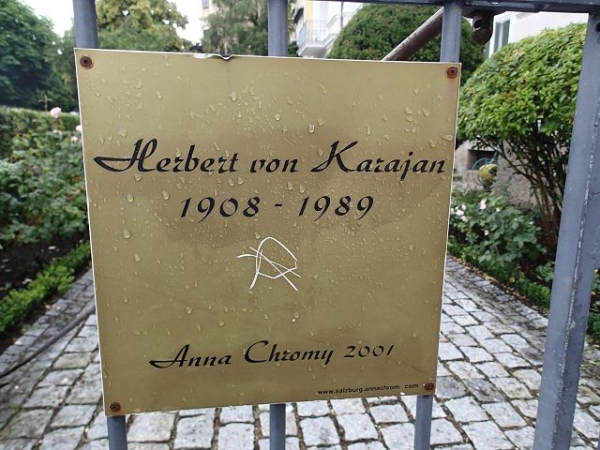 Herbert von Karajan
1908 - 1989
Anna Chromy 2001
www.salzburg.annachrom com